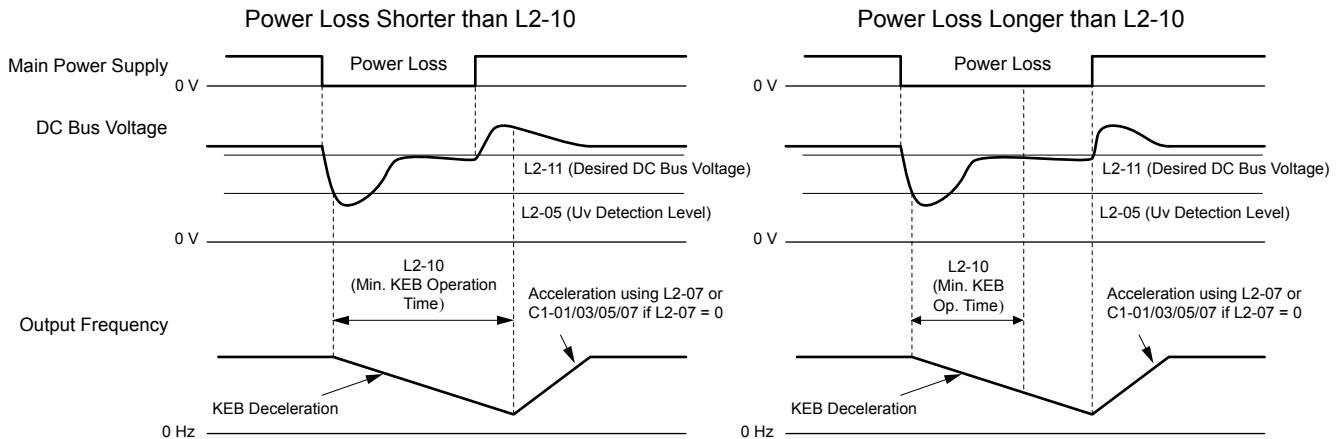 Power Loss Shorter than L2-10
Main Power Supply
Power Loss
0 V
DC Bus Voltage
L2-11 (Desired DC Bus Voltage)
L2-05 (Uv Detection Level)
0 V
L2-10
(Min. KEB Operation
Time)
Acceleration using L2-07 or
C1-01/03/05/07 if L2-07 = 0
Output Frequency
KEB Deceleration
0 Hz
Power Loss Longer than L2-10
Power Loss
0 V
L2-11 (Desired DC Bus Voltage)
L2-05 (Uv Detection Level)
0 V
L2-10
(Min. KEB
Op. Time)
Acceleration using L2-07 or
C1-01/03/05/07 if L2-07 = 0
KEB Deceleration
0 Hz